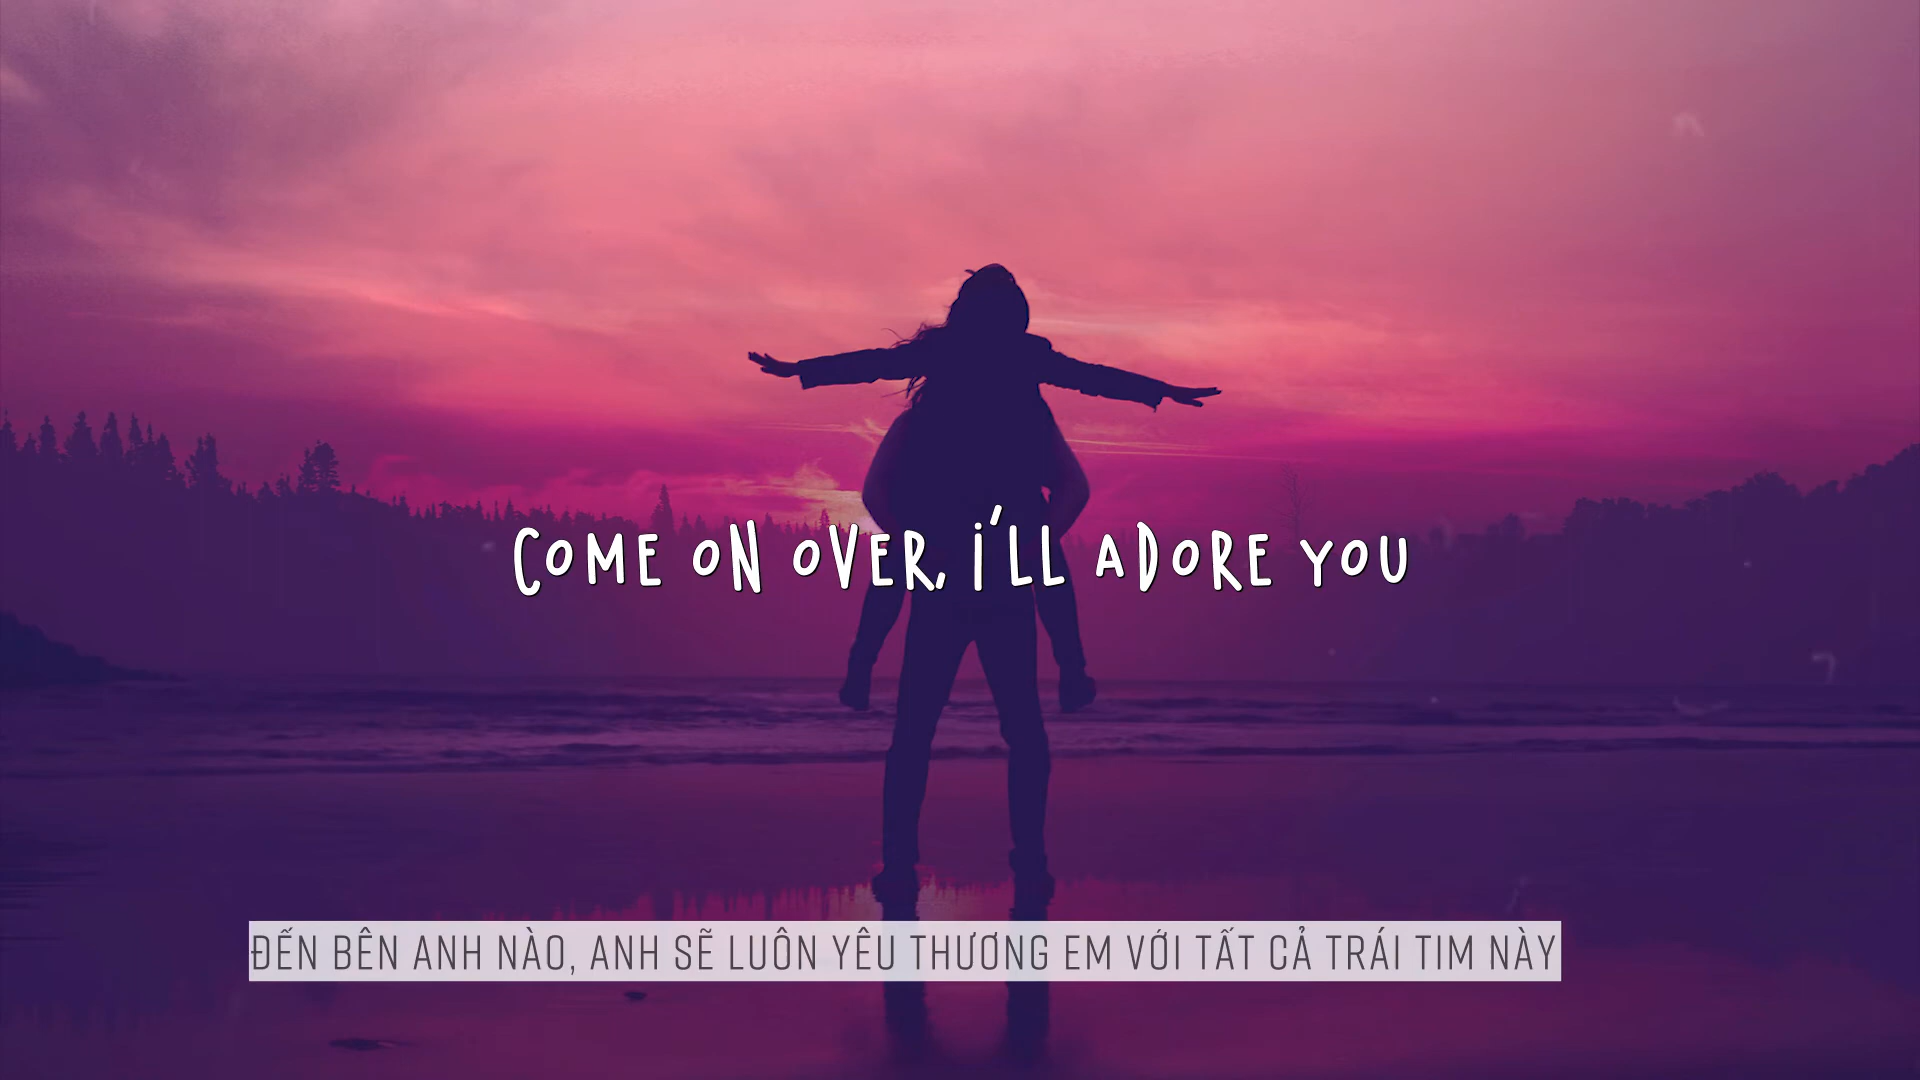 COME ON OVER, I'LL ADORE YOU
ĐẾN BÊN ANH NÀO, ANH SẼ LUÔN YÊU THƯƠNG EM VỚI TẤT CẢ TRÁI TIM NÀY